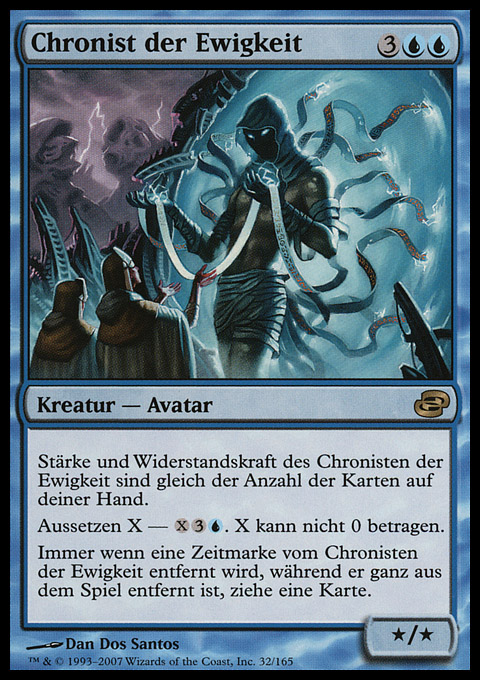 Chronist der Ewigkeit 3
Kreatur — Avatar
Stärke und Widerstandskraft des Chronisten der
Ewigkeit sind gleich der Anzahl der Karten auf
deiner Hand.
Aussetzen X — X 3 . X kann nicht 0 betragen.
Immer wenn eine Zeitmarke vom Chronisten
der Ewigkeit entfernt wird, während er ganz aus
dem Spiel entfernt ist, ziehe eine Karte.
★/★
Dan Dos Santos
™ & © 1993–2007 Wizards of the Coast, Inc. 32/165